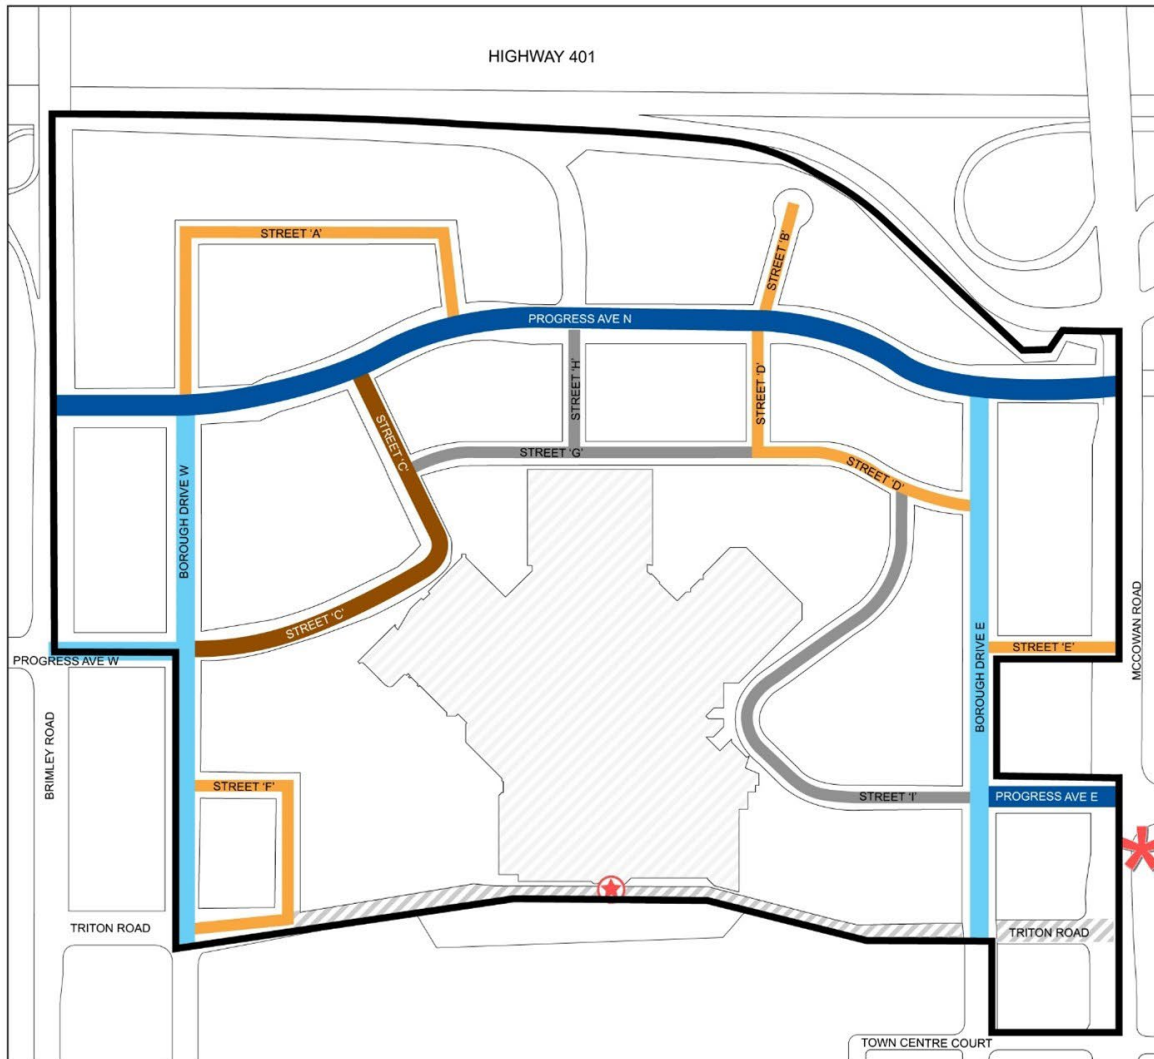 HIGHWAY 401
STREET 'A'
STREET 'B'
PROGRESS AVE N
STREET 'H'
STREET 'D'
STREET 'C'
STREET 'G'
STREET 'D'
BOROUGH DRIVE W
STREET 'C'
BOROUGH DRIVE E
STREET 'E'
MCCOWAN ROAD
PROGRESS AVE W
BRIMLEY ROAD
STREET 'F'
STREET 'I'
PROGRESS AVE E
TRITON ROAD
TRITON ROAD
TOWN CENTRE COURT